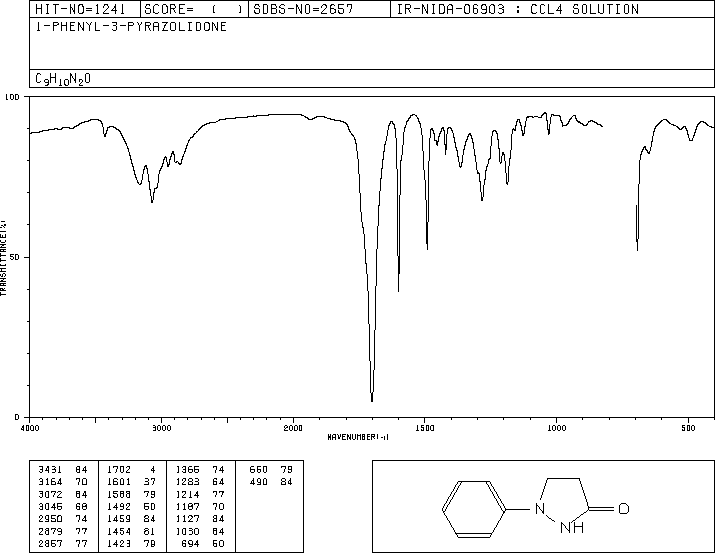 HIT-NO=1241 SCORE= ( ) SDBS-NO=2657 IR-NIDA-06903 : CCL4 SOLUTION
1-PHENYL-3-PYRAZOLIDONE
C9H10N2O
100
50
0
TRANSMITTANCE(%)
4000 3000 2000 1500 1000 500
WAVENUMBER(-1)
3431 84 1702 4 1366 74 660 79
3164 70 1601 37 1283 64 490 84
3072 64 1588 79 1214 77
3046 68 1492 50 1187 70
2950 74 1459 84 1127 84
2879 77 1454 81 1030 84
2857 77 1423 79 694 50
N
NH
O